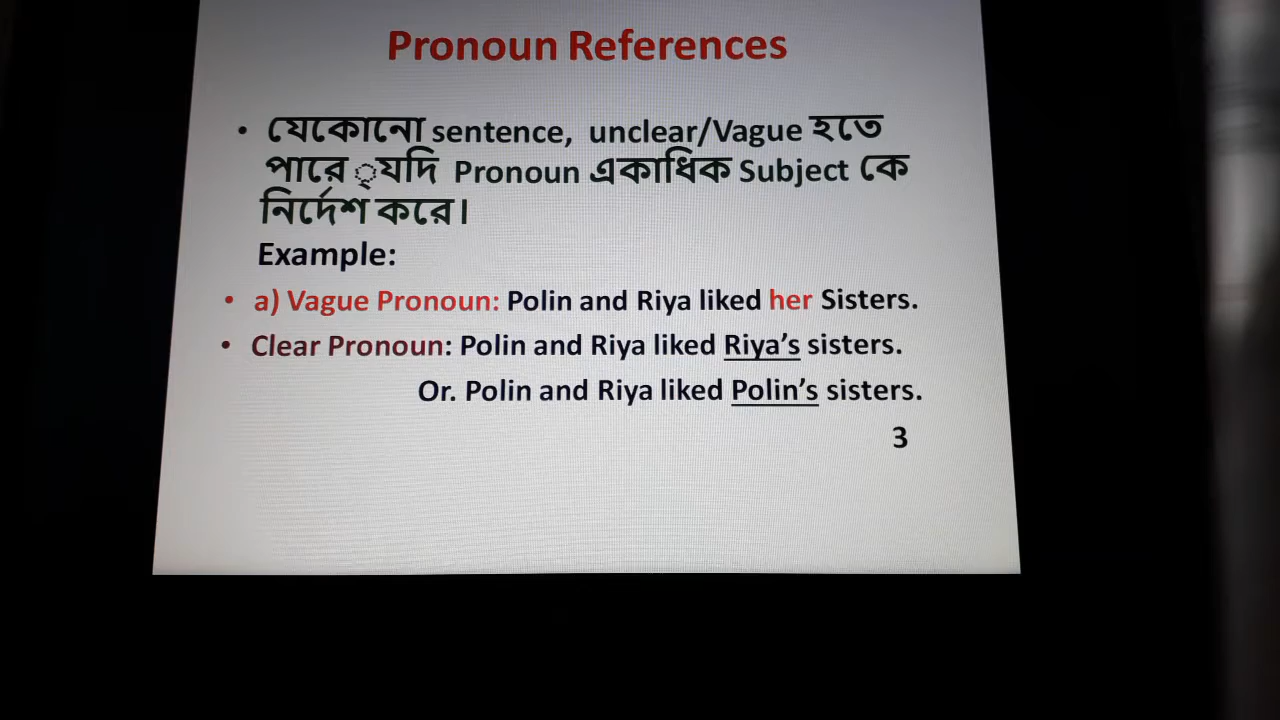 Pronoun References
• যেকোনো sentence, unclear/Vague হতে
পারে ্যদি Pronoun একাধিক Subject কে
নির্দেশ করে।
Example:
• a) Vague Pronoun: Polin and Riya liked her Sisters.
• Clear Pronoun: Polin and Riya liked Riya's sisters.
Or. Polin and Riya liked Polin's sisters.
3